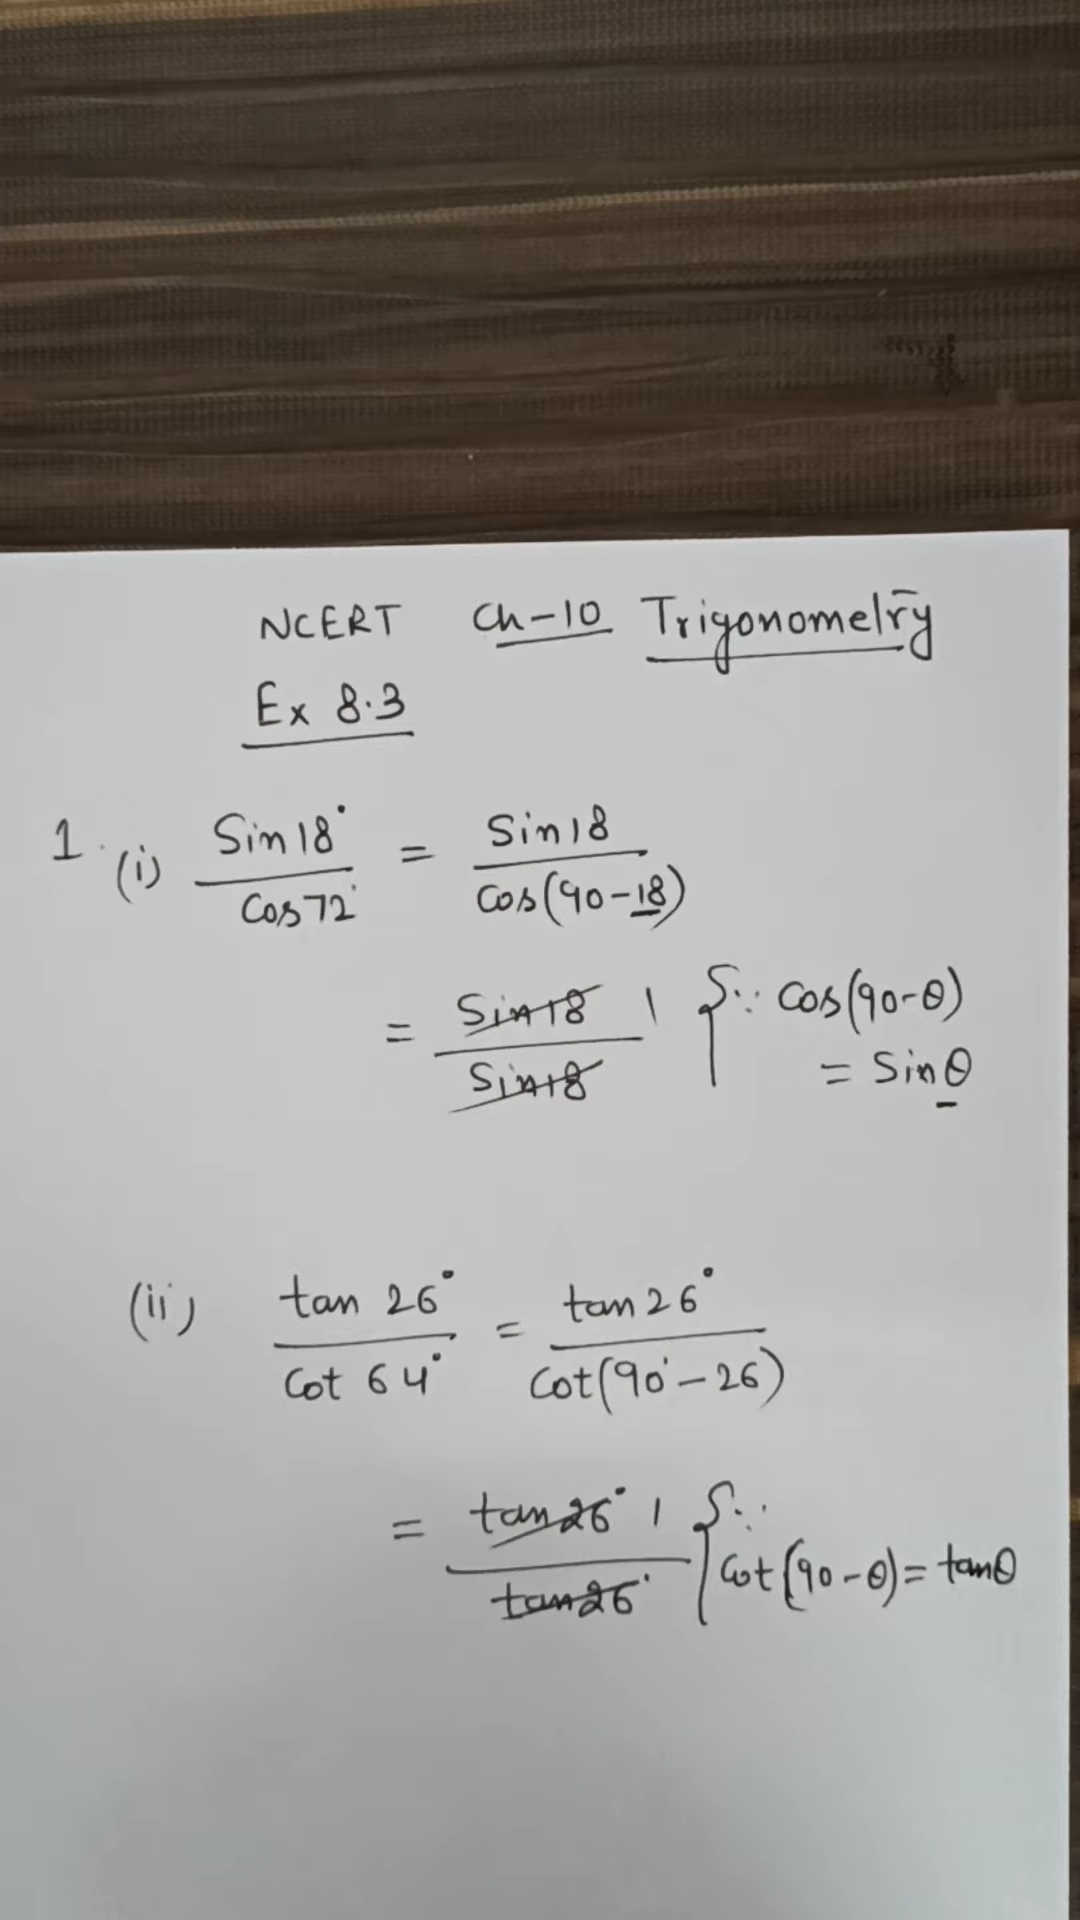 NCERT Ch-10 Trigonometry
Ex 8.3
1. (i) Sin 18° / Cos 72° = Sin 18 / Cos(90-18)
= Sin 18 / Sin 18 1 { ∵ Cos(90-θ)
= Sin θ
(ii) tan 26° / Cot 64° = tan 26° / Cot(90°-26)
= tan 26° / tan 26° 1 { ∵
Cot(90-θ) = tan θ